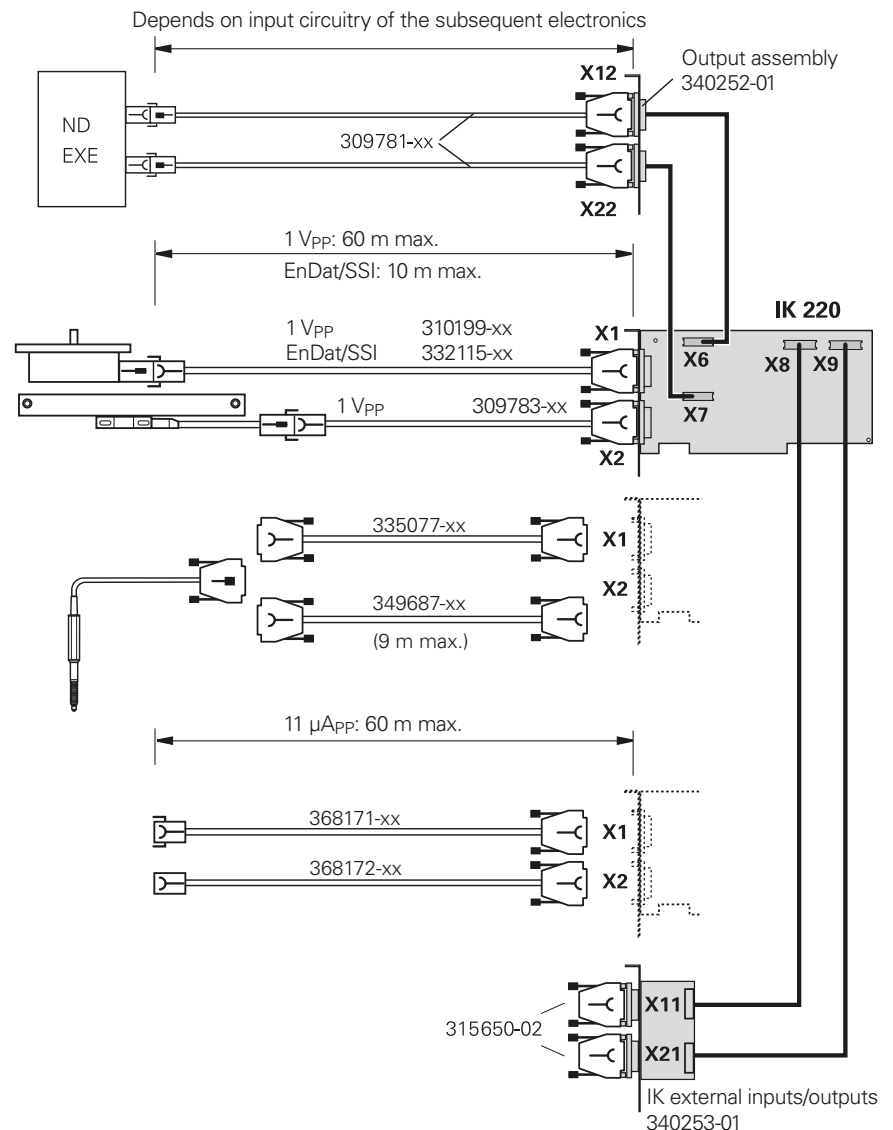 Depends on input circuitry of the subsequent electronics
X12
Output assembly
340252-01
ND
EXE
309781-xx
X22
1 VPP: 60 m max.
EnDat/SSI: 10 m max.
IK 220
1 VPP 310199-xx
EnDat/SSI 332115-xx
X1
X6
X8 X9
1 VPP 309783-xx
X7
X2
335077-xx
X1
X2
349687-xx
(9 m max.)
11 µAPP: 60 m max.
368171-xx
X1
368172-xx
X2
315650-02
X11
X21
IK external inputs/outputs
340253-01